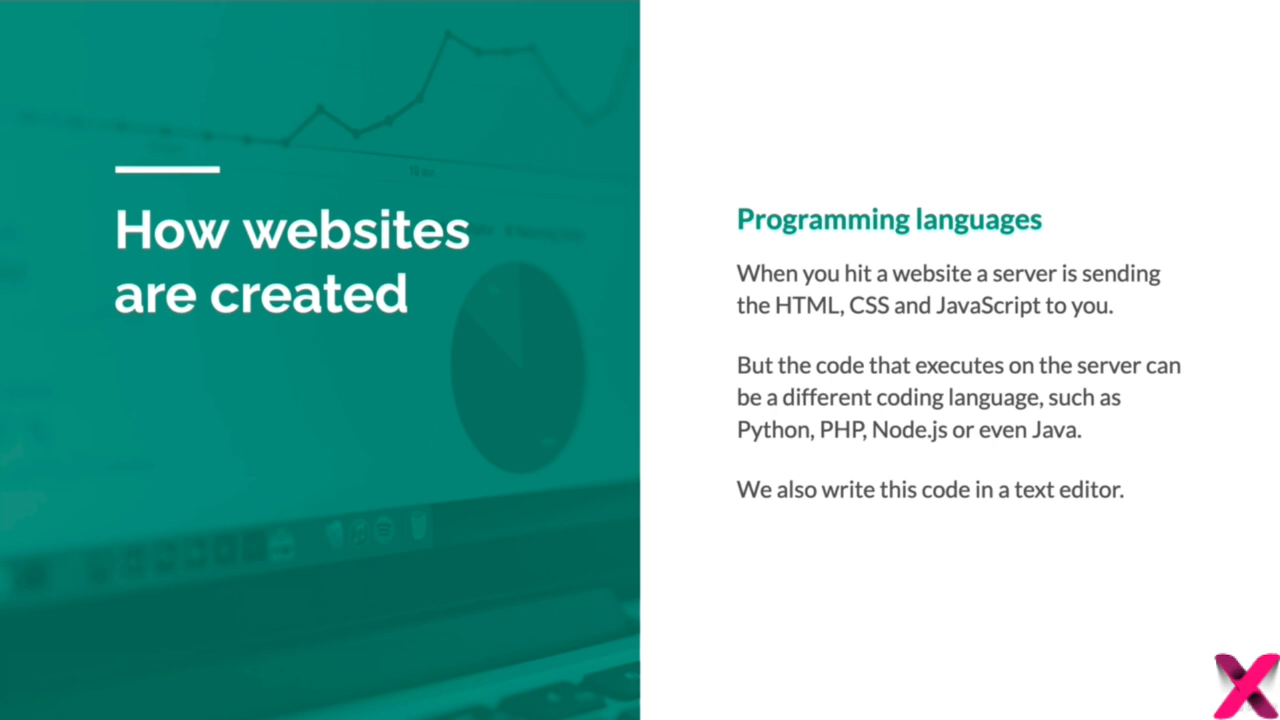 How websites
are created
Programming languages
When you hit a website a server is sending
the HTML, CSS and JavaScript to you.
But the code that executes on the server can
be a different coding language, such as
Python, PHP, Node.js or even Java.
We also write this code in a text editor.